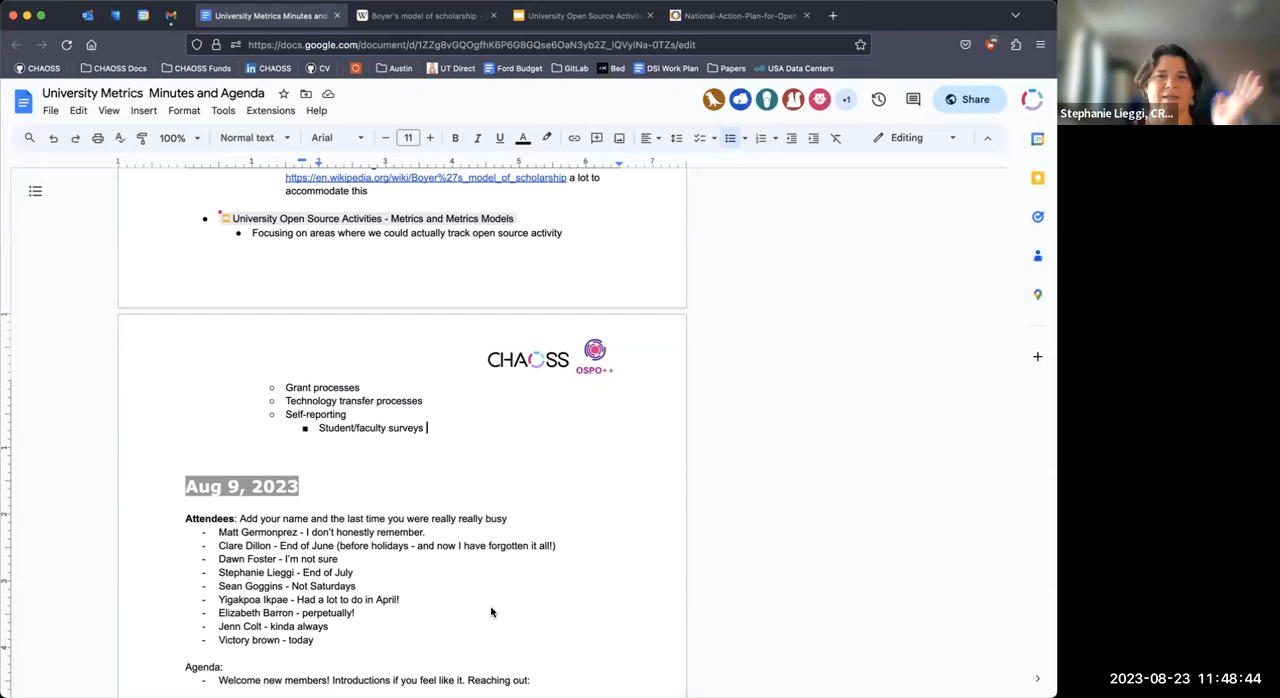 University Metrics Minutes and
Boyer's model of scholarship -
University Open Source Activiti
National-Action-Plan-for-Open
https://docs.google.com/document/d/1ZZg8vGQOgfhK6P6G8GQse6OaN3yb2Z_IQVyINa-0TZs/edit
CHAOSS
CHAOSS Docs
CHAOSS Funds
CHAOSS
CV
Austin
UT Direct
Ford Budget
GitLab
Bed
DSI Work Plan
Papers
USA Data Centers
University Metrics Minutes and Agenda
File Edit View Insert Format Tools Extensions Help
+1
Share
100% Normal text Arial 11 Editing
Stephanie Lieggi, CR...
https://en.wikipedia.org/wiki/Boyer%27s_model_of_scholarship a lot to
accommodate this
University Open Source Activities - Metrics and Metrics Models
Focusing on areas where we could actually track open source activity
CHAOSS
OSPO++
Grant processes
Technology transfer processes
Self-reporting
Student/faculty surveys
Aug 9, 2023
Attendees: Add your name and the last time you were really really busy
- Matt Germonprez - I don't honestly remember.
- Clare Dillon - End of June (before holidays - and now I have forgotten it all!)
- Dawn Foster - I'm not sure
- Stephanie Lieggi - End of July
- Sean Goggins - Not Saturdays
- Yigakpoa Ikpae - Had a lot to do in April!
- Elizabeth Barron - perpetually!
- Jenn Colt - kinda always
- Victory brown - today
Agenda:
- Welcome new members! Introductions if you feel like it. Reaching out:
2023-08-23 11:48:44